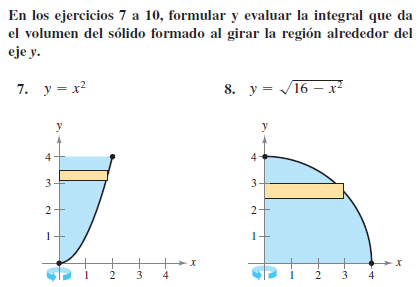 En los ejercicios 7 a 10, formular y evaluar la integral que da
el volumen del sólido formado al girar la región alrededor del
eje y.
7. y = x²
8. y = √(16 − x²)
y
4
3
2
1
1 2 3 4
x
y
4
3
2
1
1 2 3 4
x